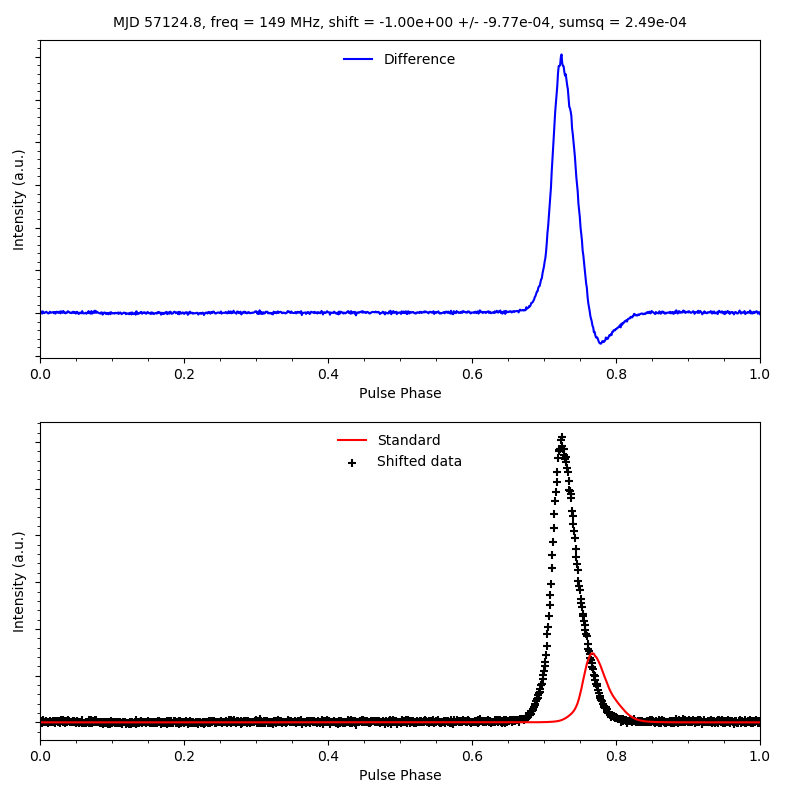 MJD 57124.8, freq = 149 MHz, shift = -1.00e+00 +/- -9.77e-04, sumsq = 2.49e-04
Difference
Intensity (a.u.)
0.0 0.2 0.4 0.6 0.8 1.0
Pulse Phase
Standard
Shifted data
Intensity (a.u.)
0.0 0.2 0.4 0.6 0.8 1.0
Pulse Phase